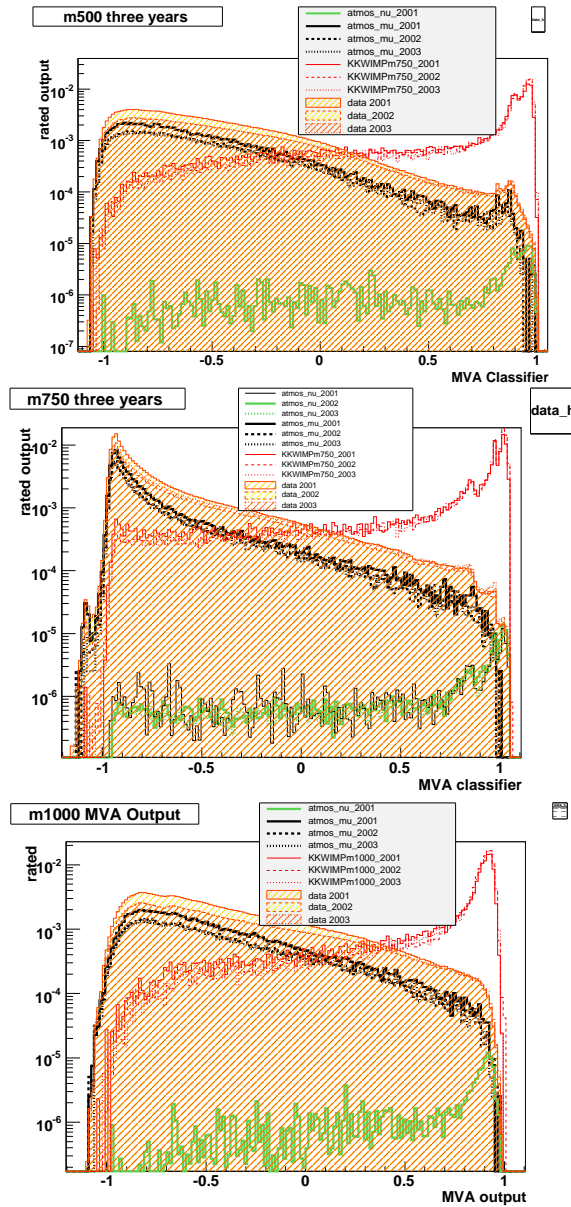 m500 three years
atmos_nu_2001
atmos_mu_2001
atmos_mu_2002
atmos_mu_2003
KKWIMPm750_2001
KKWIMPm750_2002
KKWIMPm750_2003
data 2001
data_2002
data 2003
rated output
10-2
10-3
10-4
10-5
10-6
10-7
-1 -0.5 0 0.5 1
MVA Classifier
m750 three years
atmos_nu_2001
atmos_nu_2002
atmos_nu_2003
atmos_mu_2001
atmos_mu_2002
atmos_mu_2003
KKWIMPm750_2001
KKWIMPm750_2002
KKWIMPm750_2003
data 2001
data_2002
data 2003
data_h
rated output
10-2
10-3
10-4
10-5
10-6
-1 -0.5 0 0.5 1
MVA classifier
m1000 MVA Output
atmos_nu_2001
atmos_mu_2001
atmos_mu_2002
atmos_mu_2003
KKWIMPm1000_2001
KKWIMPm1000_2002
KKWIMPm1000_2003
data 2001
data_2002
data 2003
rated
10-2
10-3
10-4
10-5
10-6
-1 -0.5 0 0.5 1
MVA output